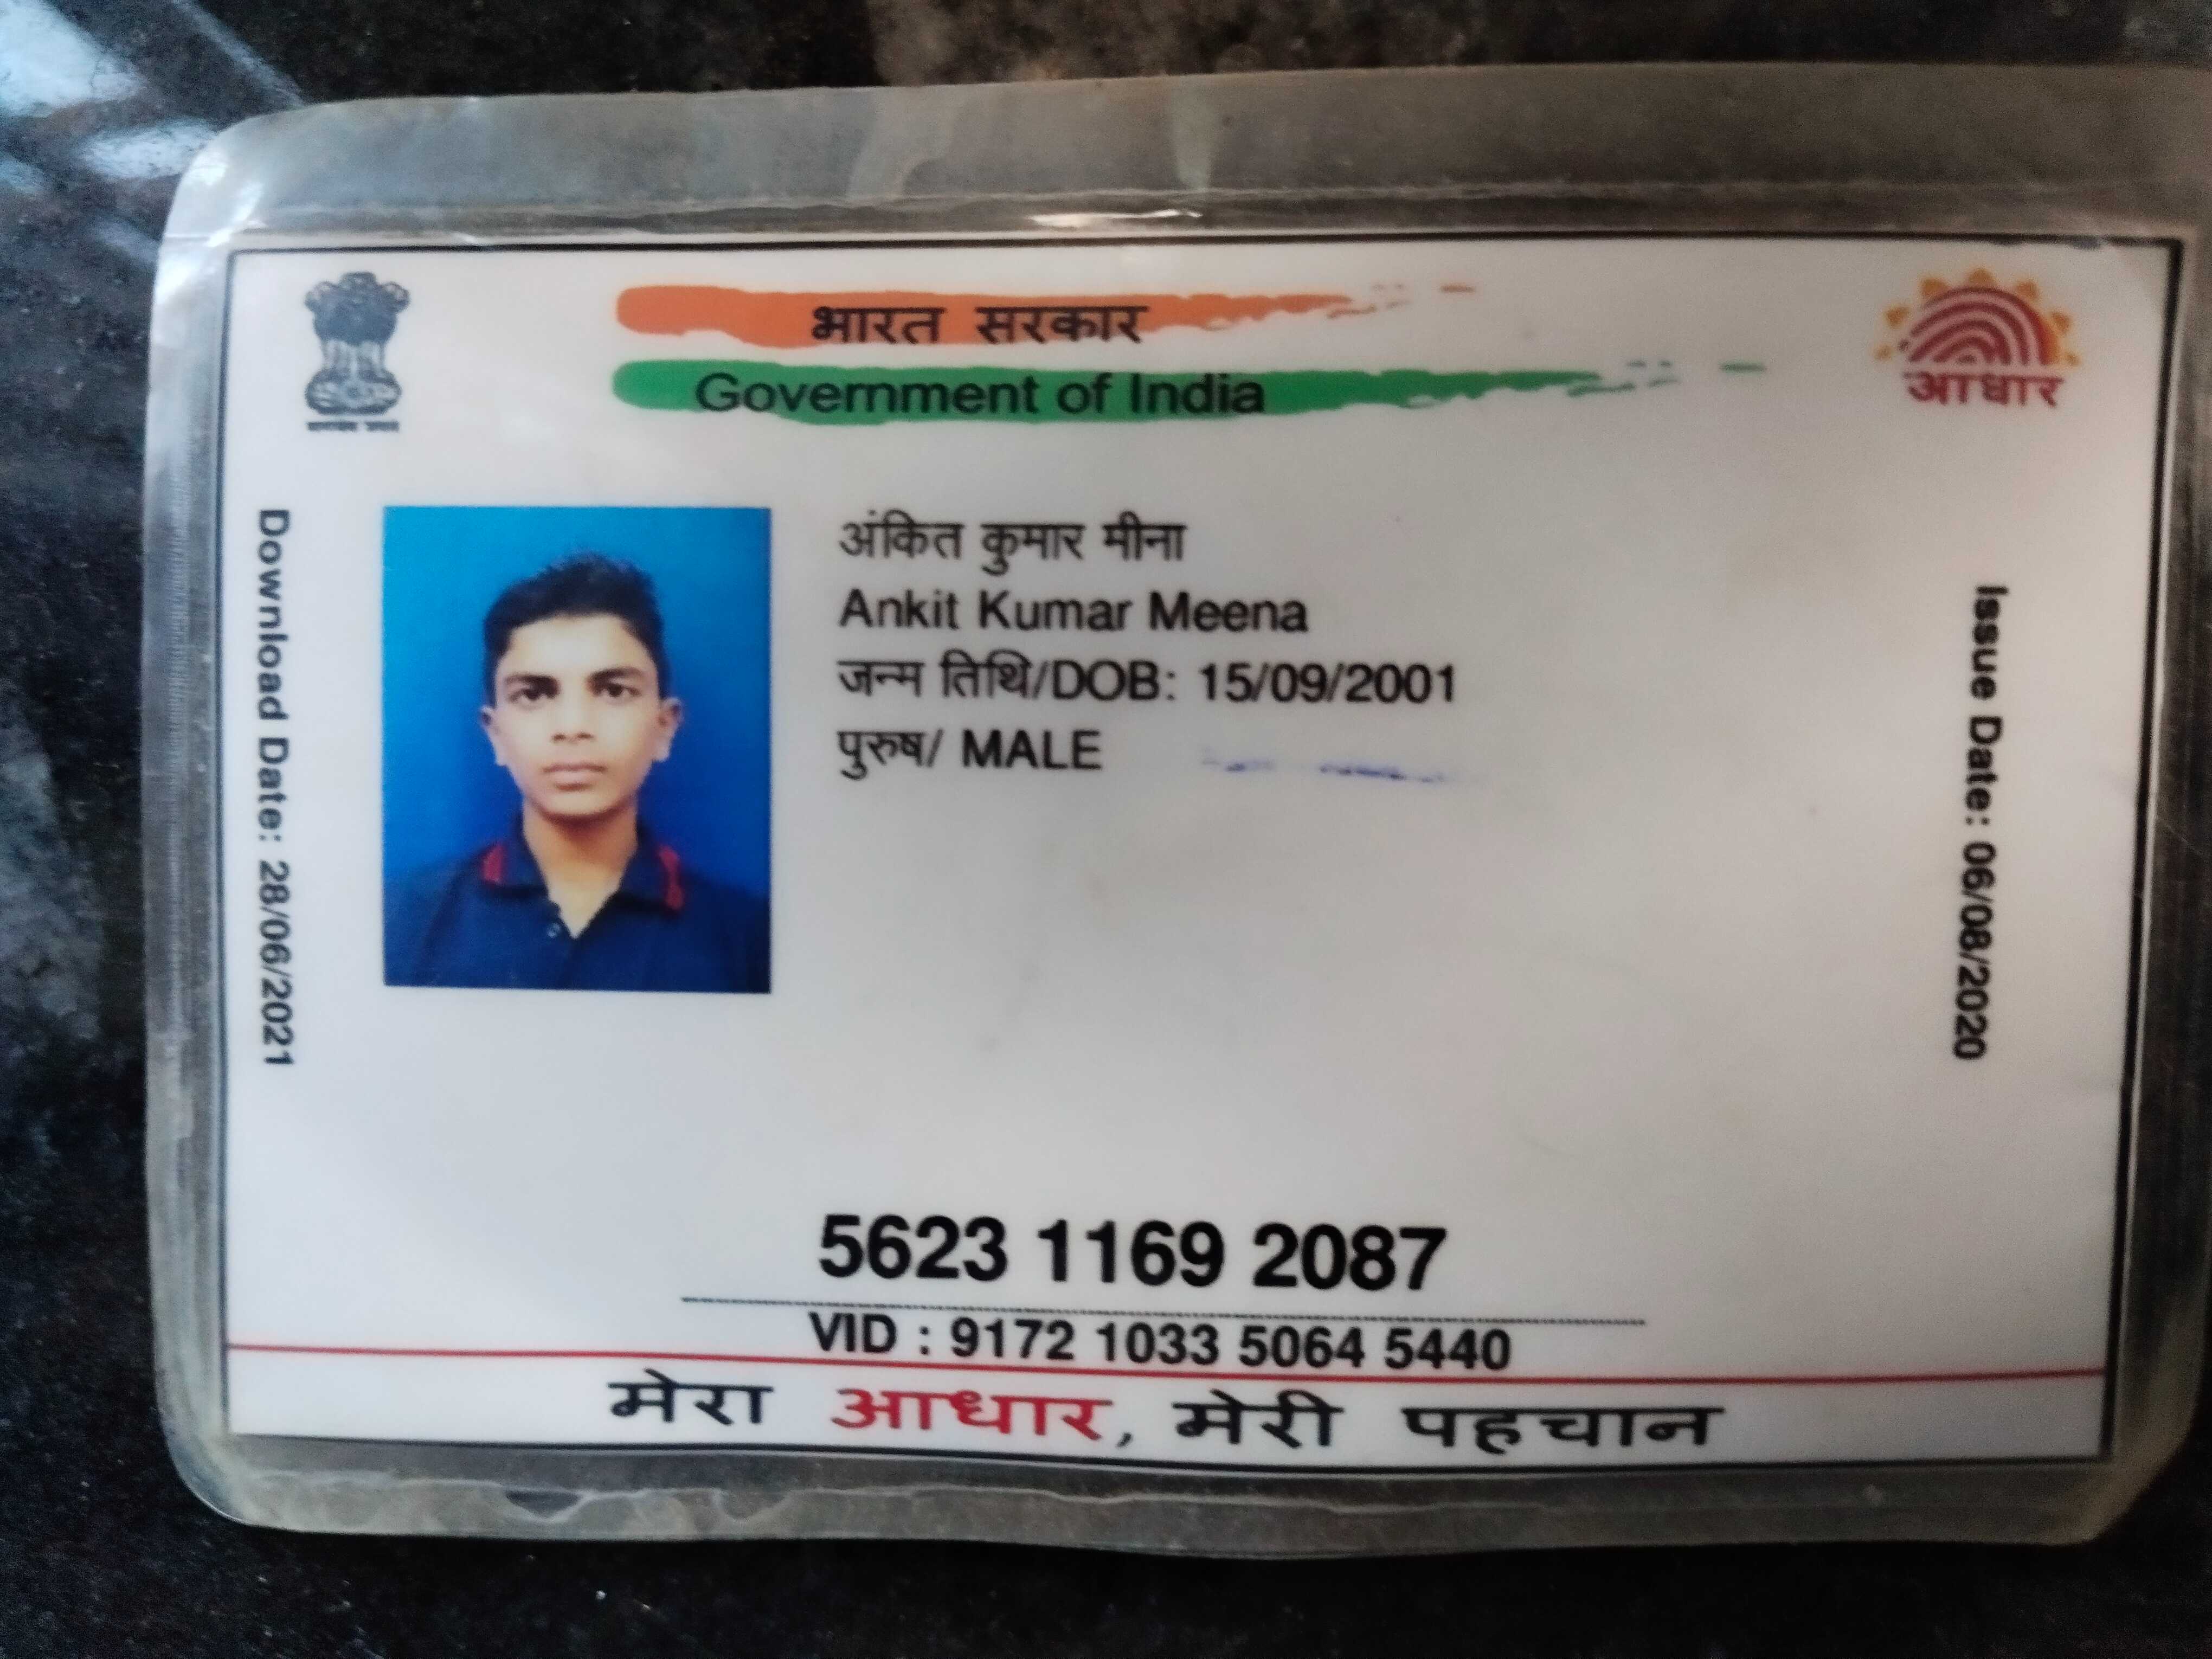 भारत सरकार
Government of India
आधार
Download Date: 28/06/2021
अंकित कुमार मीना
Ankit Kumar Meena
जन्म तिथि/DOB: 15/09/2001
पुरुष/ MALE
Issue Date: 06/08/2020
5623 1169 2087
VID : 9172 1033 5064 5440
मेरा आधार, मेरी पहचान